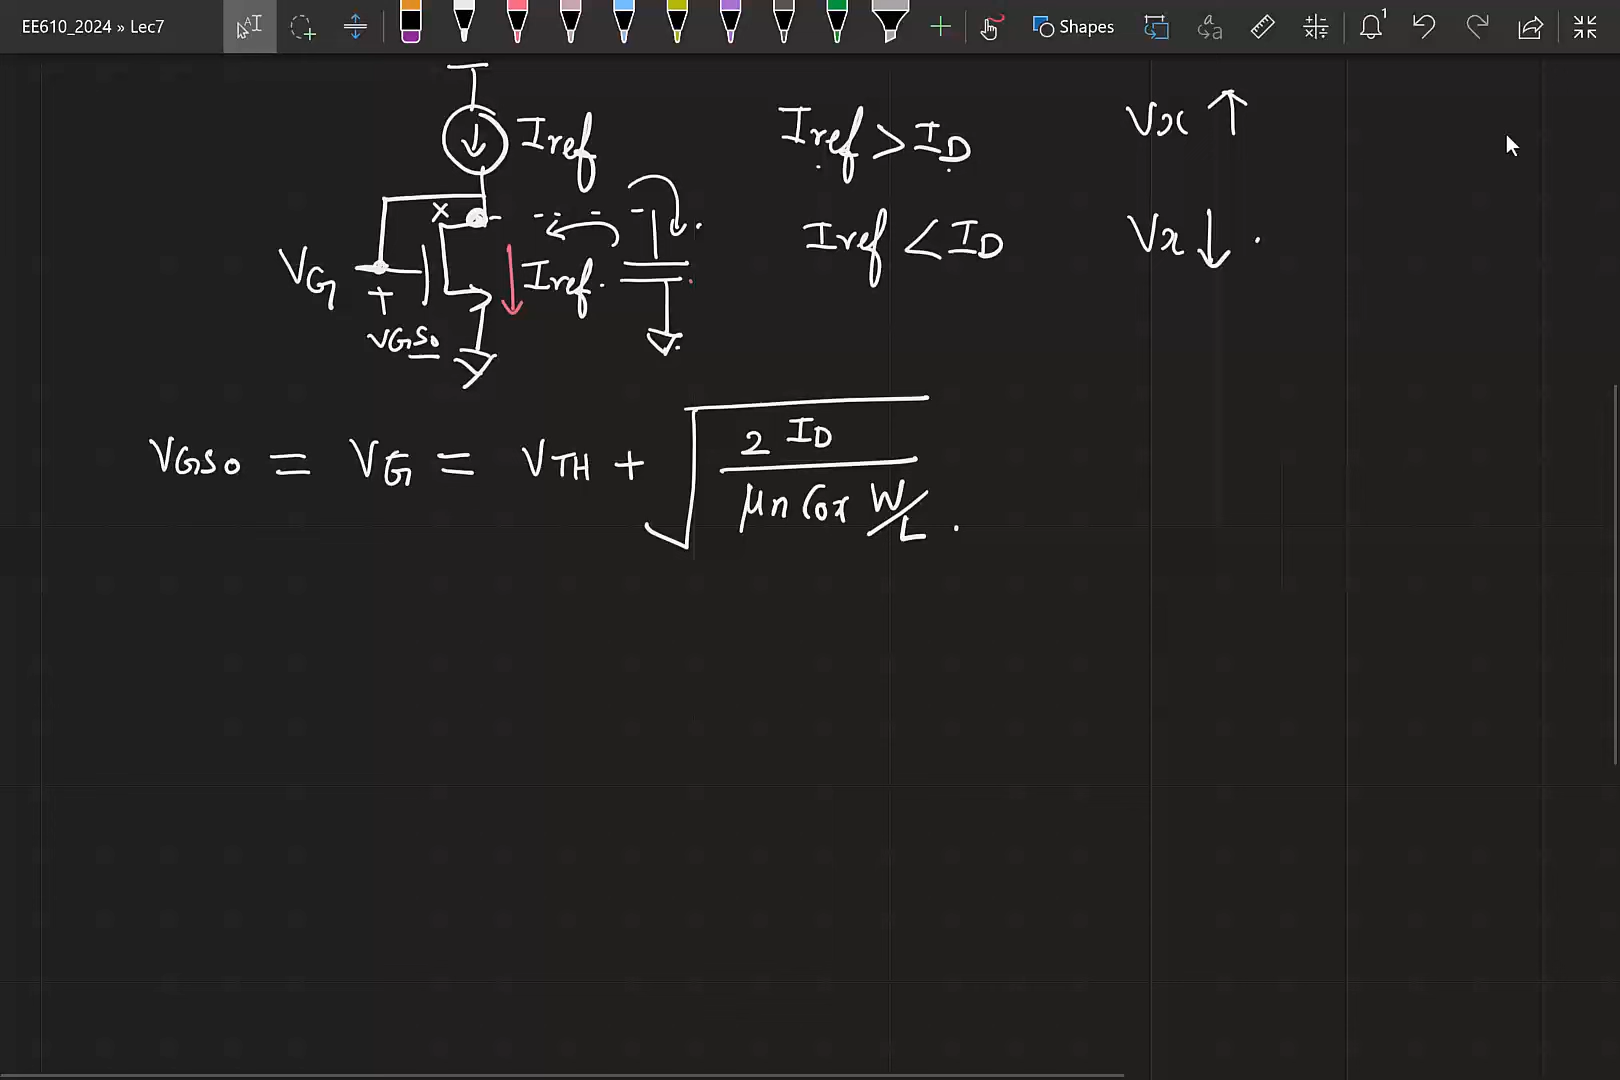 EE610_2024 » Lec7
Shapes
1
Iref
Iref > ID
Vx ↑
x
VG
+
VGS0
Iref.
Iref < ID
Vx ↓ .
VGS0 = VG = VTH + √(2 ID / μn Cox W/L) .